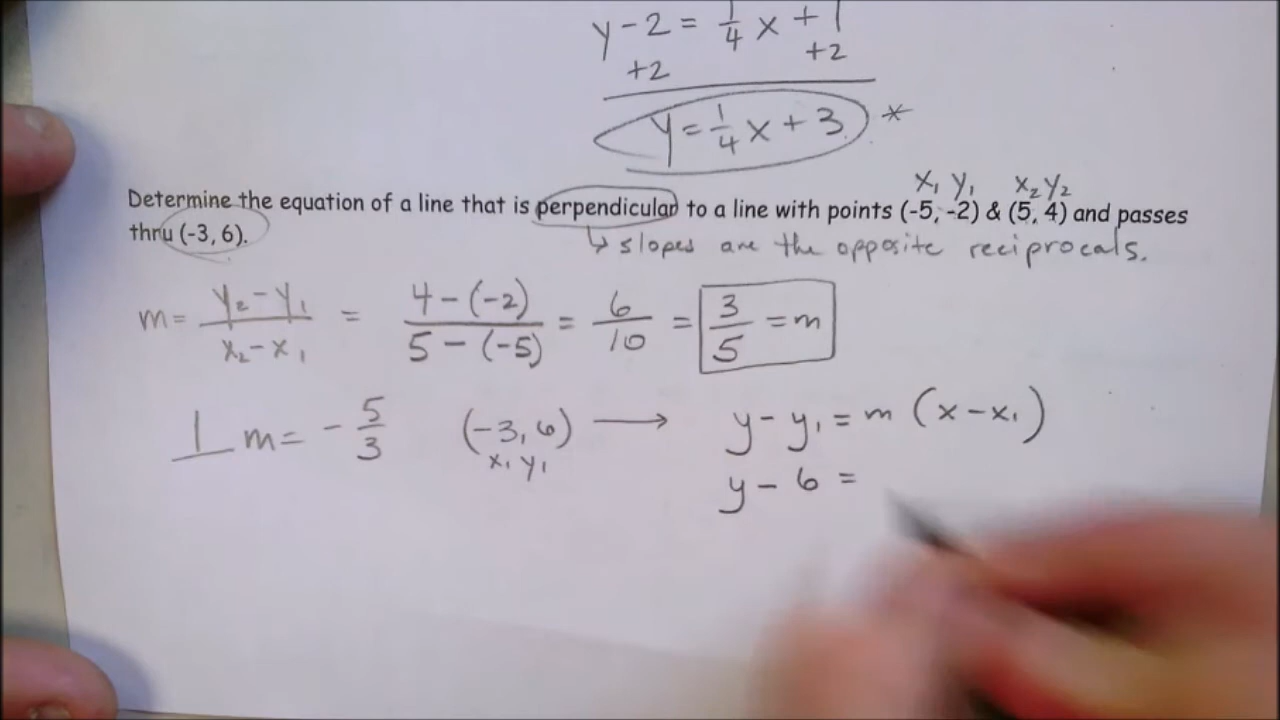 y - 2 = 1/4 x + 1
+2 +2
y = 1/4 x + 3 *
x₁ y₁ x₂ y₂
Determine the equation of a line that is perpendicular to a line with points (-5, -2) & (5, 4) and passes
thru (-3, 6). ↳ slopes are the opposite reciprocals.
m = (y₂ - y₁)/(x₂ - x₁) = (4 - (-2))/(5 - (-5)) = 6/10 = 3/5 = m
⊥ m = - 5/3 (-3, 6) → y - y₁ = m (x - x₁)
x₁ y₁
y - 6 =